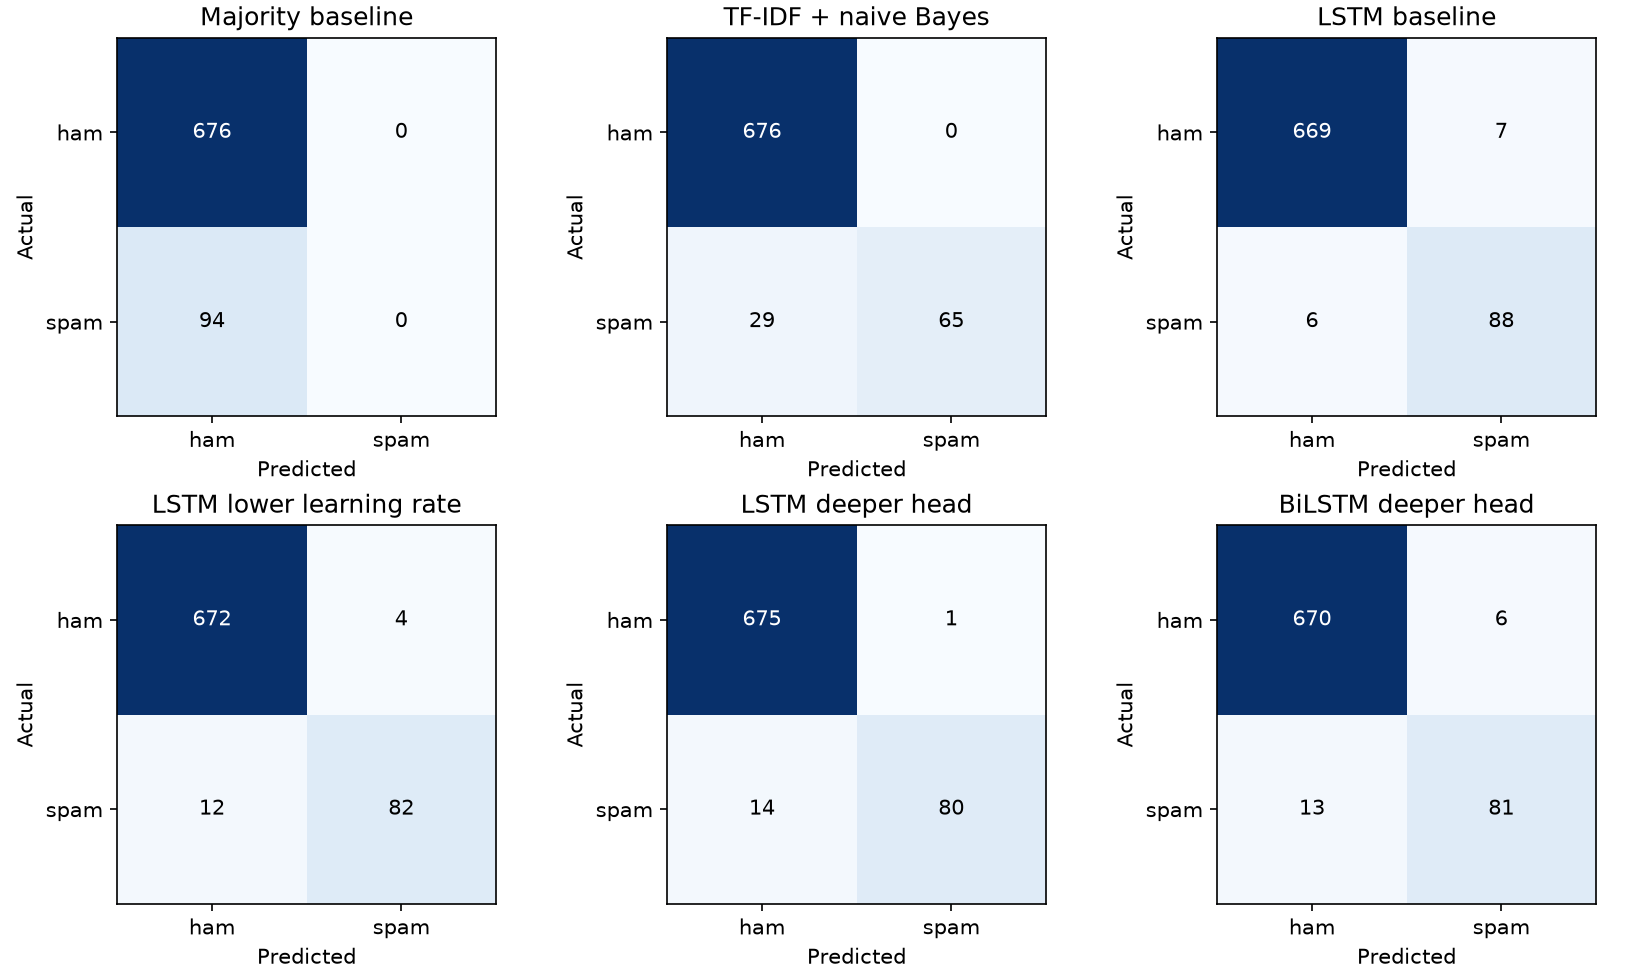 Majority baseline
TF-IDF + naive Bayes
LSTM baseline
Actual
ham
676
0
spam
94
0
ham
spam
Predicted
Actual
ham
676
0
spam
29
65
ham
spam
Predicted
Actual
ham
669
7
spam
6
88
ham
spam
Predicted
LSTM lower learning rate
LSTM deeper head
BiLSTM deeper head
Actual
ham
672
4
spam
12
82
ham
spam
Predicted
Actual
ham
675
1
spam
14
80
ham
spam
Predicted
Actual
ham
670
6
spam
13
81
ham
spam
Predicted